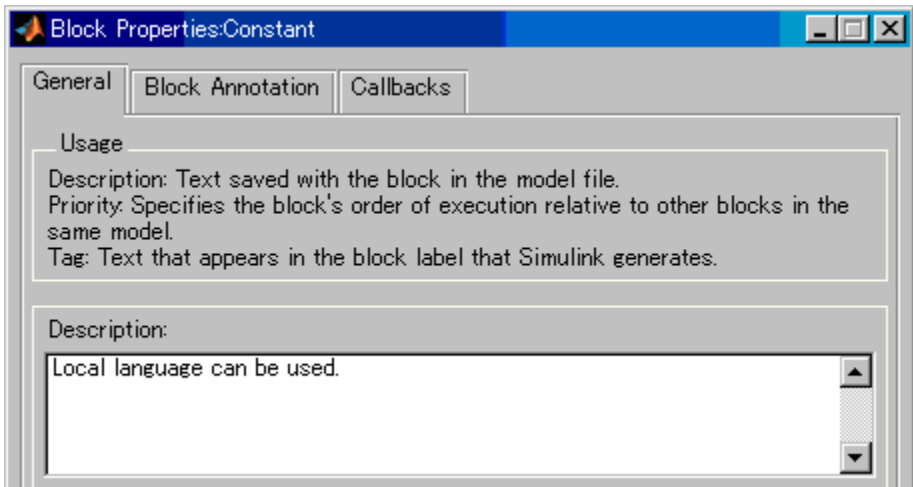 Block Properties:Constant
General Block Annotation Callbacks
Usage
Description: Text saved with the block in the model file.
Priority: Specifies the block's order of execution relative to other blocks in the
same model.
Tag: Text that appears in the block label that Simulink generates.
Description:
Local language can be used.